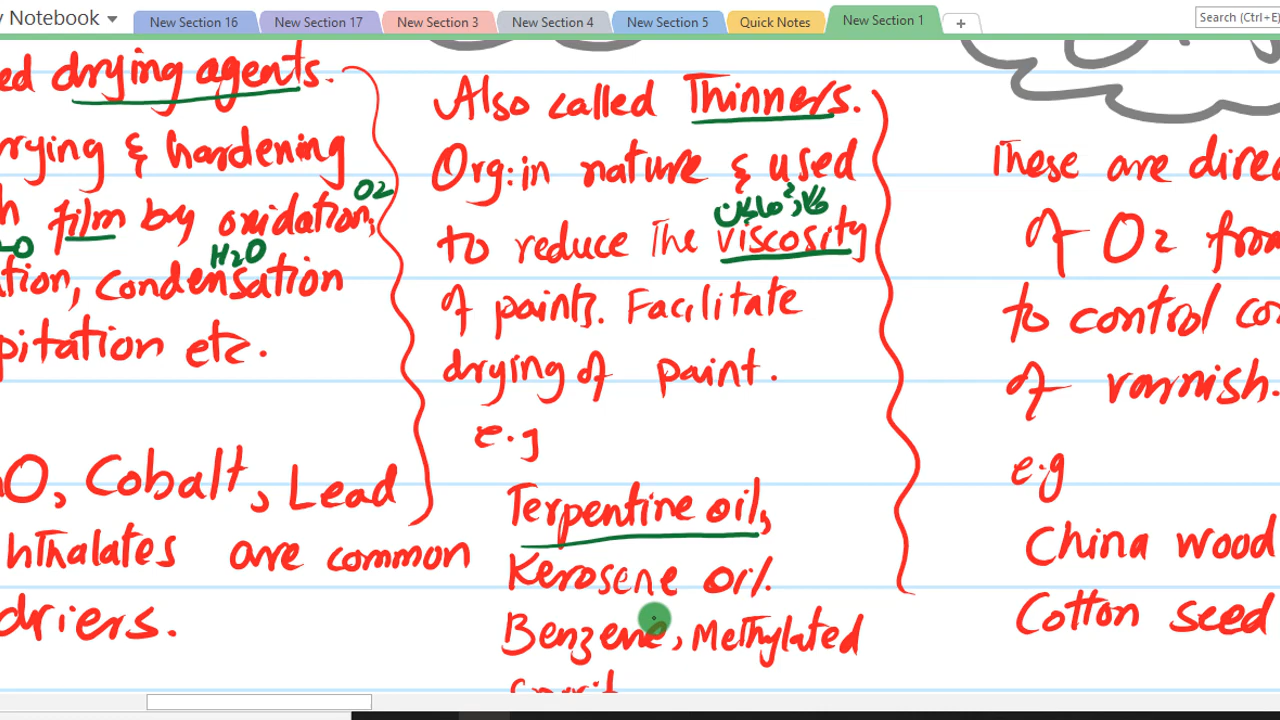 y Notebook
New Section 16
New Section 17
New Section 3
New Section 4
New Section 5
Quick Notes
New Section 1
Search (Ctrl+E)
ed drying agents.
rying & hardening
film by oxidation,
O2
H2O
tion, condensation
pitation etc.
O, Cobalt, Lead
hthalates are common
driers.
Also called Thinners.
Org: in nature & used
to reduce The viscosity
of paints. Facilitate
drying of paint.
e.g
Terpentine oil,
Kerosene oil.
Benzene, Methylated
These are direc
of O2 from
to control co
of varnish.
e.g
China wood
Cotton seed